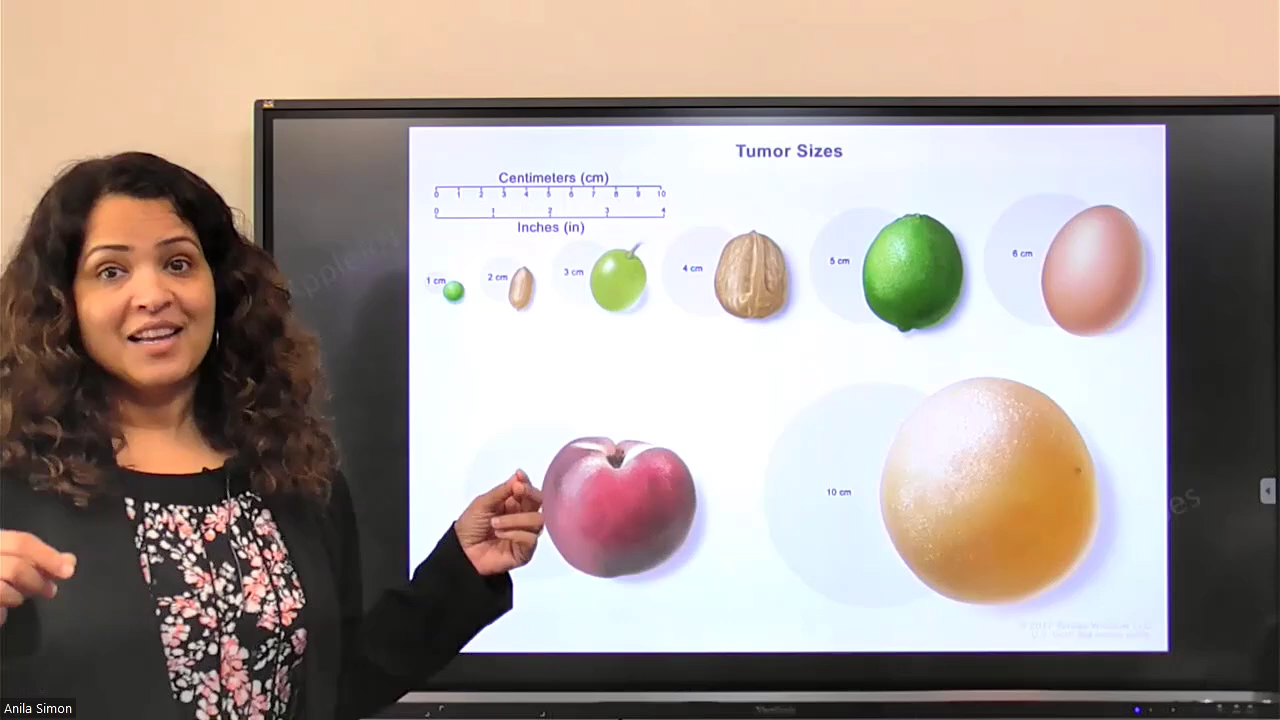 Tumor Sizes
Centimeters (cm)
0 1 2 3 4 5 6 7 8 9 10
0 1 2 3 4
Inches (in)
1 cm
2 cm
3 cm
4 cm
5 cm
6 cm
10 cm
Anila Simon